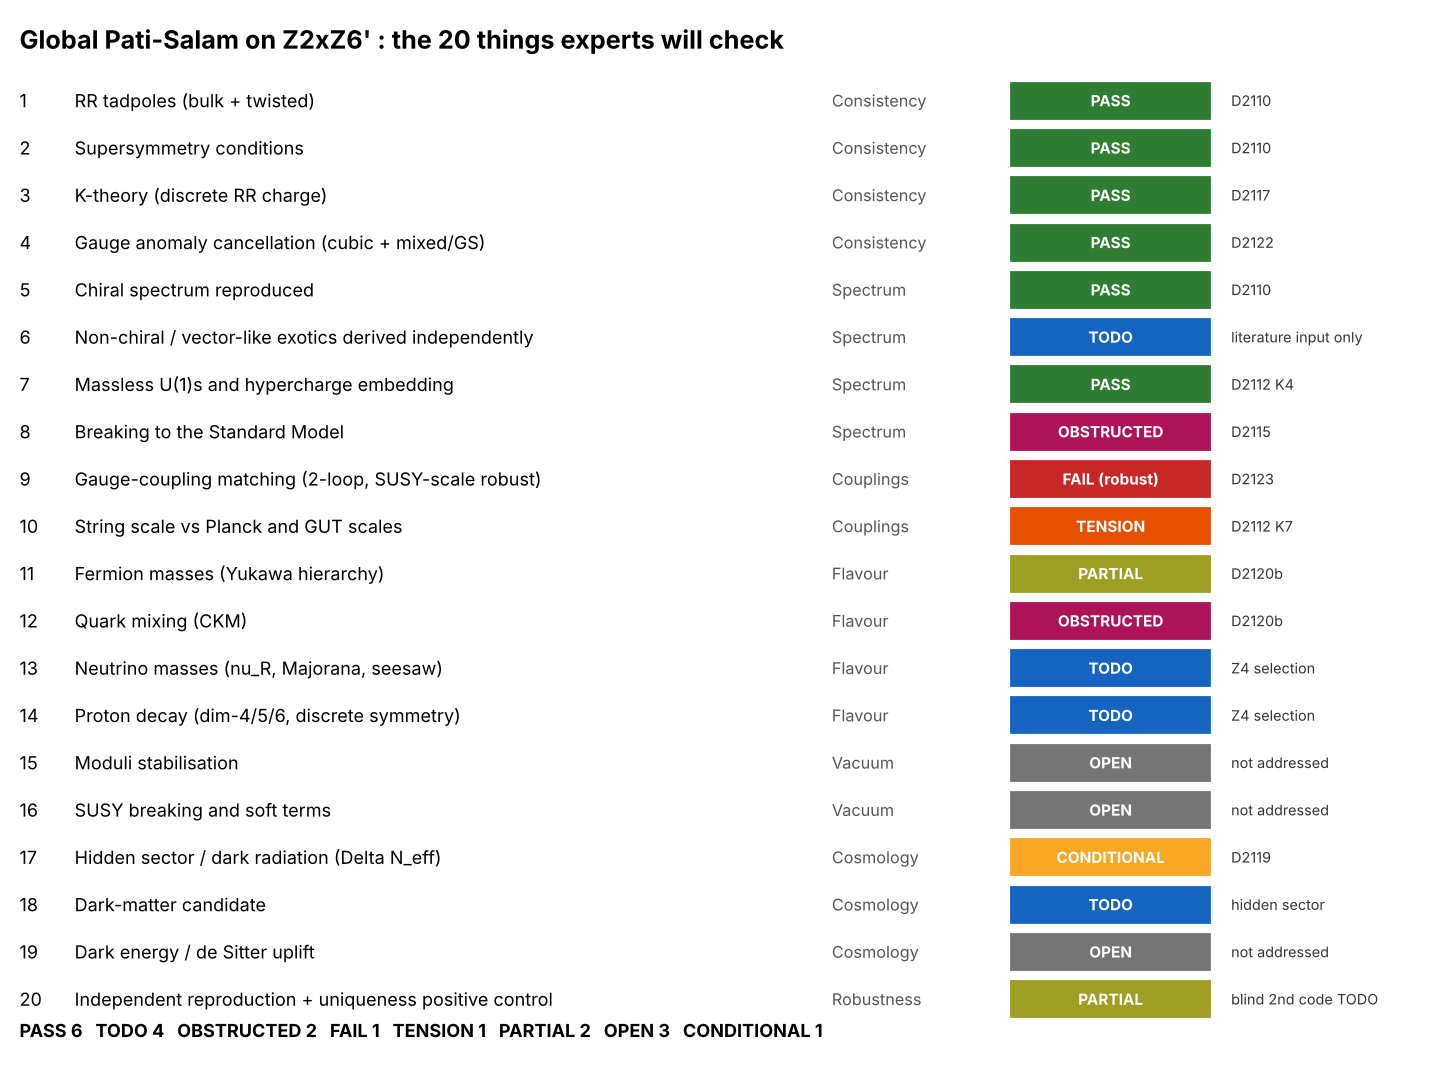 Global Pati-Salam on Z2xZ6' : the 20 things experts will check
1 RR tadpoles (bulk + twisted) Consistency PASS D2110
2 Supersymmetry conditions Consistency PASS D2110
3 K-theory (discrete RR charge) Consistency PASS D2117
4 Gauge anomaly cancellation (cubic + mixed/GS) Consistency PASS D2122
5 Chiral spectrum reproduced Spectrum PASS D2110
6 Non-chiral / vector-like exotics derived independently Spectrum TODO literature input only
7 Massless U(1)s and hypercharge embedding Spectrum PASS D2112 K4
8 Breaking to the Standard Model Spectrum OBSTRUCTED D2115
9 Gauge-coupling matching (2-loop, SUSY-scale robust) Couplings FAIL (robust) D2123
10 String scale vs Planck and GUT scales Couplings TENSION D2112 K7
11 Fermion masses (Yukawa hierarchy) Flavour PARTIAL D2120b
12 Quark mixing (CKM) Flavour OBSTRUCTED D2120b
13 Neutrino masses (nu_R, Majorana, seesaw) Flavour TODO Z4 selection
14 Proton decay (dim-4/5/6, discrete symmetry) Flavour TODO Z4 selection
15 Moduli stabilisation Vacuum OPEN not addressed
16 SUSY breaking and soft terms Vacuum OPEN not addressed
17 Hidden sector / dark radiation (Delta N_eff) Cosmology CONDITIONAL D2119
18 Dark-matter candidate Cosmology TODO hidden sector
19 Dark energy / de Sitter uplift Cosmology OPEN not addressed
20 Independent reproduction + uniqueness positive control Robustness PARTIAL blind 2nd code TODO
PASS 6 TODO 4 OBSTRUCTED 2 FAIL 1 TENSION 1 PARTIAL 2 OPEN 3 CONDITIONAL 1